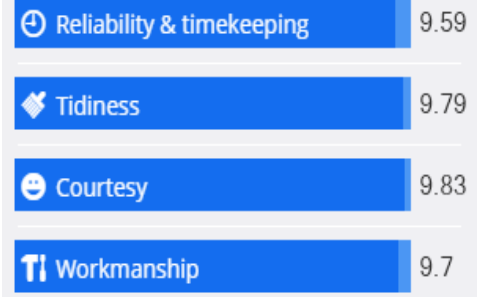 Reliability & timekeeping 9.59
Tidiness 9.79
Courtesy 9.83
Workmanship 9.7